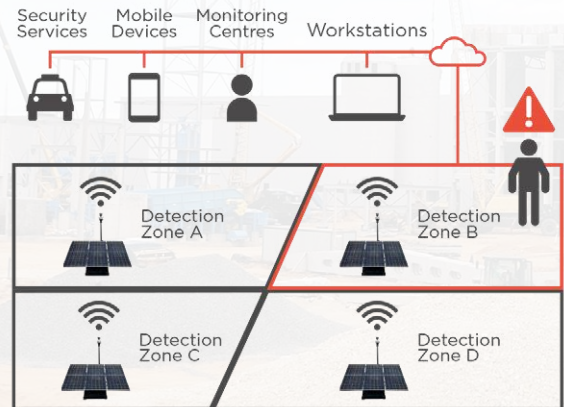 Security
Services
Mobile
Devices
Monitoring
Centres
Workstations
Detection
Zone A
Detection
Zone B
Detection
Zone C
Detection
Zone D